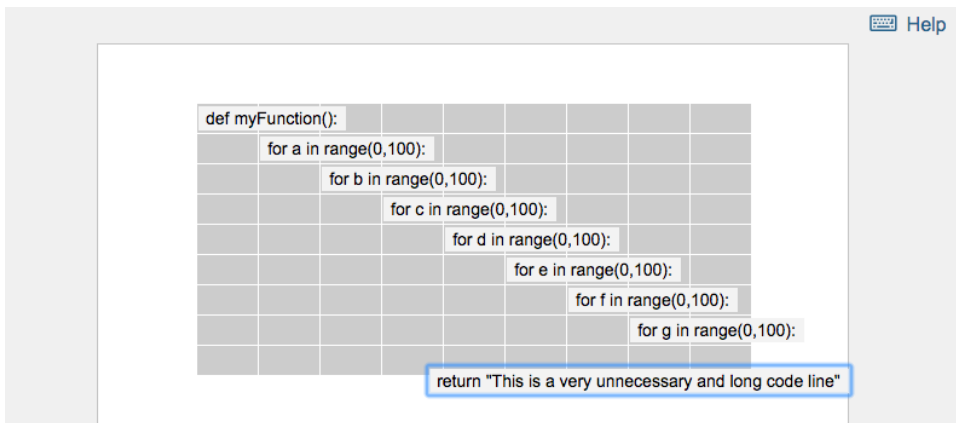 Help
def myFunction():
for a in range(0,100):
for b in range(0,100):
for c in range(0,100):
for d in range(0,100):
for e in range(0,100):
for f in range(0,100):
for g in range(0,100):
return "This is a very unnecessary and long code line"